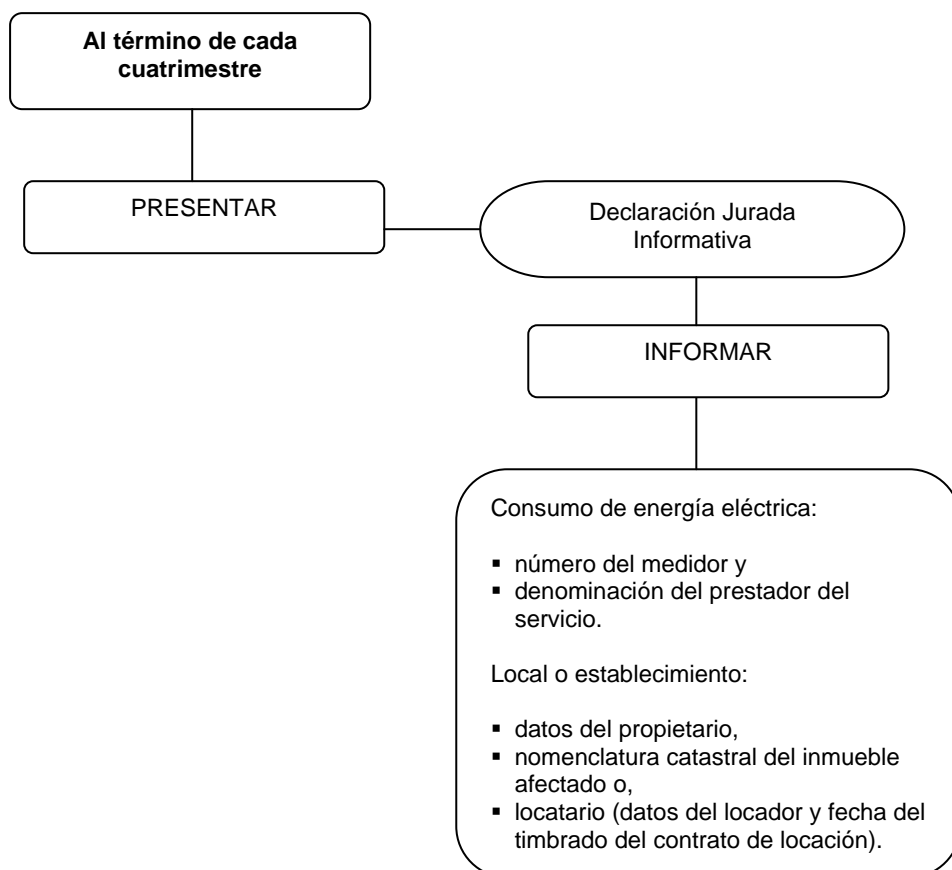 Al término de cada
cuatrimestre
PRESENTAR
Declaración Jurada
Informativa
INFORMAR
Consumo de energía eléctrica:
▪ número del medidor y
▪ denominación del prestador del
servicio.
Local o establecimiento:
▪ datos del propietario,
▪ nomenclatura catastral del inmueble
afectado o,
▪ locatario (datos del locador y fecha del
timbrado del contrato de locación).